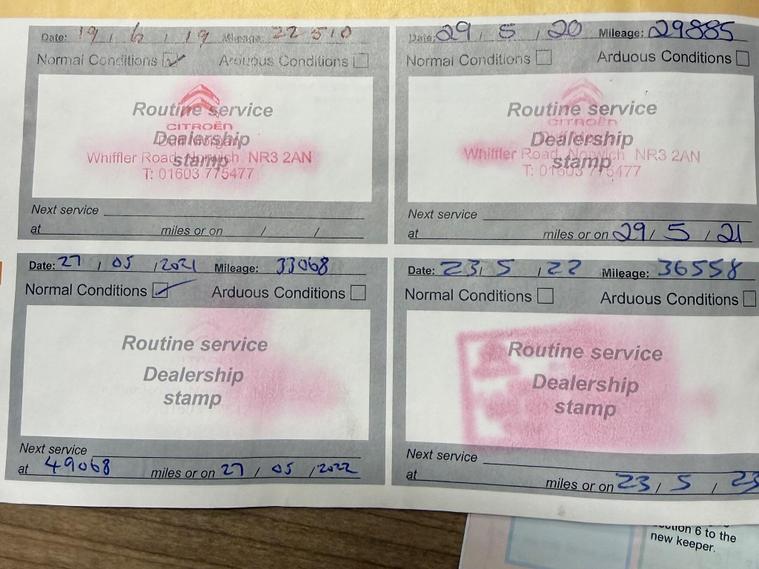 Date: 19 / 6 / 19 Mileage: 22510
Normal Conditions ✓ Arduous Conditions
Routine service
CITROËN
Dealership
Whiffler Road, Norwich NR3 2AN
stamp
T: 01603 775477
Next service
at miles or on / /
Date: 29 / 5 / 20 Mileage: 29885
Normal Conditions Arduous Conditions
Routine service
CITROËN
Dealership
Whiffler Road, Norwich NR3 2AN
stamp
T: 01603 775477
Next service
at miles or on 29 / 5 / 21
Date: 27 / 05 / 2021 Mileage: 33068
Normal Conditions ✓ Arduous Conditions
Routine service
Dealership
stamp
Next service
at 49068 miles or on 27 / 05 / 2022
Date: 23 / 5 / 22 Mileage: 36558
Normal Conditions Arduous Conditions
Routine service
Dealership
stamp
Next service
at miles or on 23 / 5 / 23
section 6 to the
new keeper.